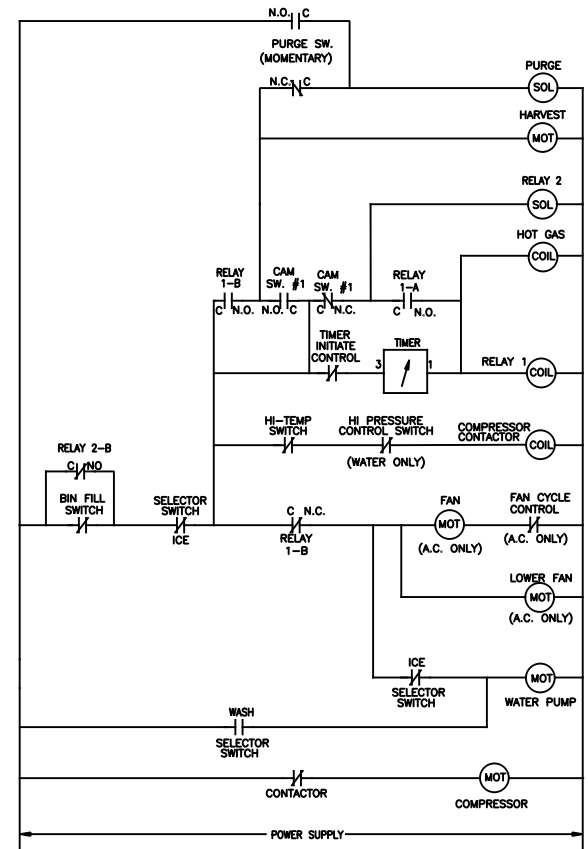 N.O. C
PURGE SW.
(MOMENTARY)
N.C. C
PURGE
SOL
HARVEST
MOT
RELAY 2
SOL
HOT GAS
COIL
RELAY
1-B
C N.O.
CAM
SW. #1
N.O. C
CAM
SW. #1
C N.C.
RELAY
1-A
C N.O.
TIMER
INITIATE
CONTROL
TIMER
3
1
RELAY 1
COIL
HI-TEMP
SWITCH
HI PRESSURE
CONTROL SWITCH
(WATER ONLY)
COMPRESSOR
CONTACTOR
COIL
RELAY 2-B
C NO
BIN FILL
SWITCH
SELECTOR
SWITCH
ICE
C N.C.
RELAY
1-B
FAN
MOT
(A.C. ONLY)
FAN CYCLE
CONTROL
(A.C. ONLY)
LOWER FAN
MOT
(A.C. ONLY)
ICE
SELECTOR
SWITCH
MOT
WATER PUMP
WASH
SELECTOR
SWITCH
CONTACTOR
MOT
COMPRESSOR
POWER SUPPLY